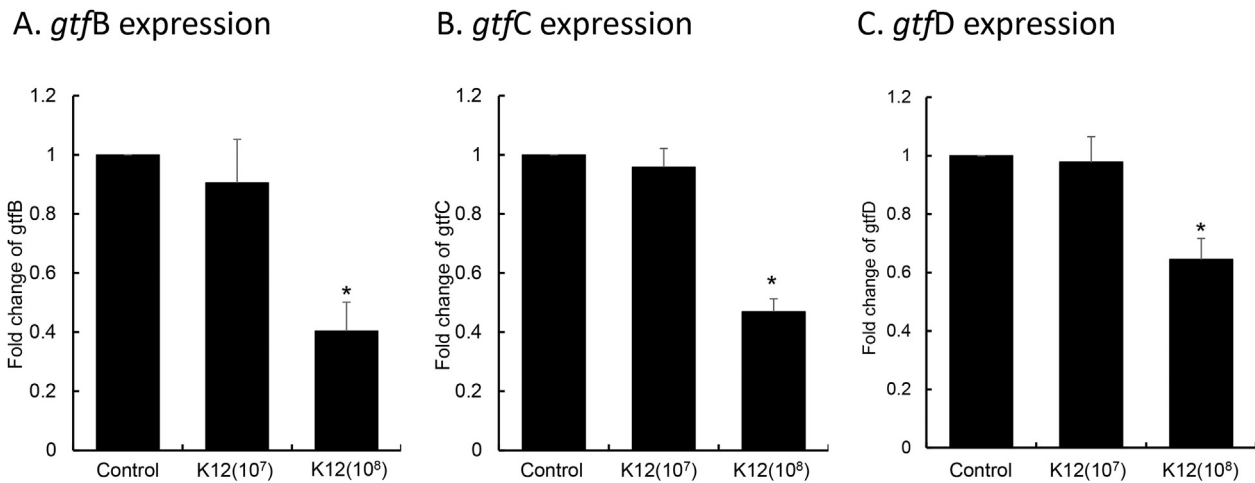 A. gtfB expression
Fold change of gtfB
1.2
1
0.8
0.6
0.4
0.2
0
Control K12(10⁷) K12(10⁸)
*
B. gtfC expression
Fold change of gtfC
1.2
1
0.8
0.6
0.4
0.2
0
Control K12(10⁷) K12(10⁸)
*
C. gtfD expression
Fold change of gtfD
1.2
1
0.8
0.6
0.4
0.2
0
Control K12(10⁷) K12(10⁸)
*